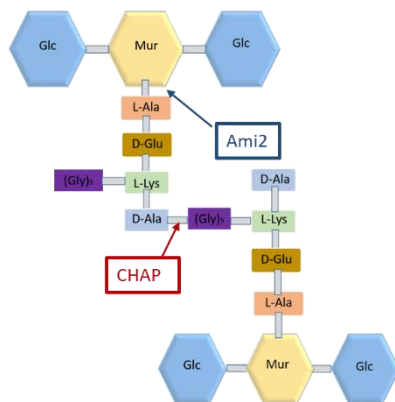 Glc Mur Glc
L-Ala
Ami2
D-Glu
(Gly)₅ L-Lys D-Ala
D-Ala (Gly)₅ L-Lys
CHAP D-Glu
L-Ala
Glc Mur Glc